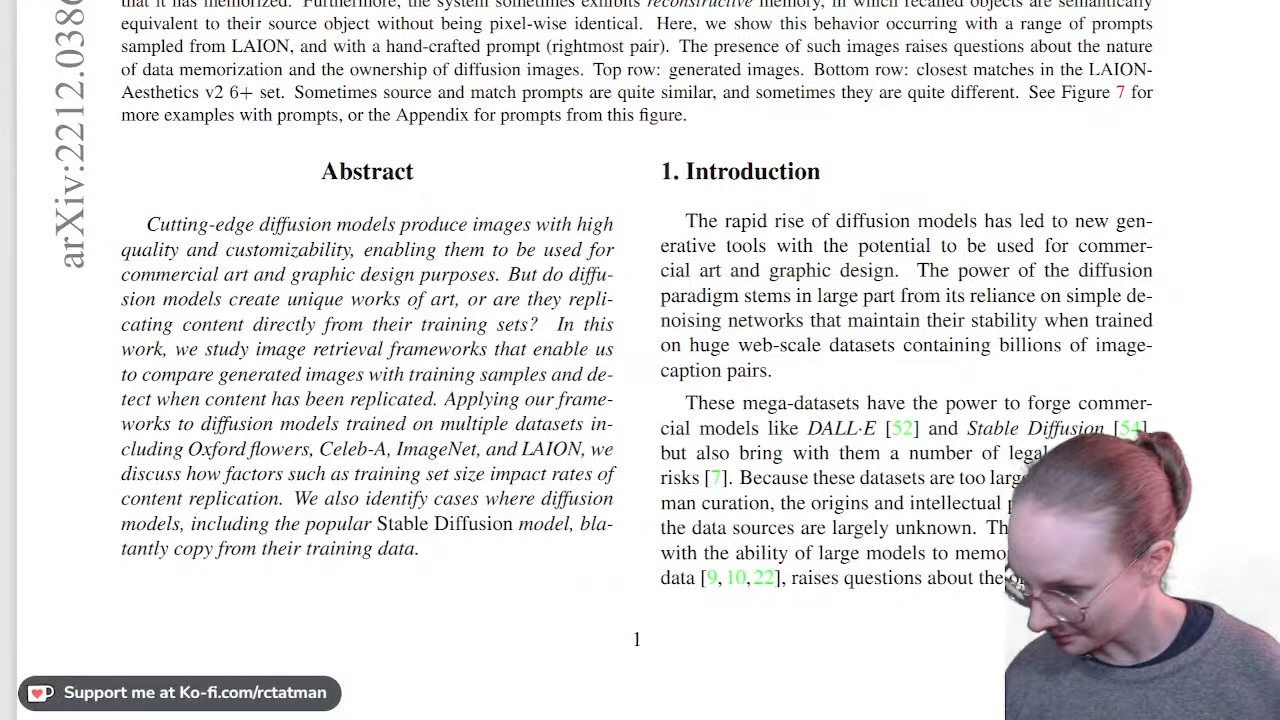 that it has memorized. Furthermore, the system sometimes exhibits reconstructive memory, in which recalled objects are semantically
equivalent to their source object without being pixel-wise identical. Here, we show this behavior occurring with a range of prompts
sampled from LAION, and with a hand-crafted prompt (rightmost pair). The presence of such images raises questions about the nature
of data memorization and the ownership of diffusion images. Top row: generated images. Bottom row: closest matches in the LAION-
Aesthetics v2 6+ set. Sometimes source and match prompts are quite similar, and sometimes they are quite different. See Figure 7 for
more examples with prompts, or the Appendix for prompts from this figure.
arXiv:2212.0386
Abstract
Cutting-edge diffusion models produce images with high
quality and customizability, enabling them to be used for
commercial art and graphic design purposes. But do diffu-
sion models create unique works of art, or are they repli-
cating content directly from their training sets? In this
work, we study image retrieval frameworks that enable us
to compare generated images with training samples and de-
tect when content has been replicated. Applying our frame-
works to diffusion models trained on multiple datasets in-
cluding Oxford flowers, Celeb-A, ImageNet, and LAION, we
discuss how factors such as training set size impact rates of
content replication. We also identify cases where diffusion
models, including the popular Stable Diffusion model, bla-
tantly copy from their training data.
1. Introduction
The rapid rise of diffusion models has led to new gen-
erative tools with the potential to be used for commer-
cial art and graphic design. The power of the diffusion
paradigm stems in large part from its reliance on simple de-
noising networks that maintain their stability when trained
on huge web-scale datasets containing billions of image-
caption pairs.
These mega-datasets have the power to forge commer-
cial models like DALL·E [52] and Stable Diffusion [54],
but also bring with them a number of legal
risks [7]. Because these datasets are too large
man curation, the origins and intellectual
the data sources are largely unknown.
with the ability of large models to
data [9, 10, 22], raises questions about the
1
Support me at Ko-fi.com/rctatman